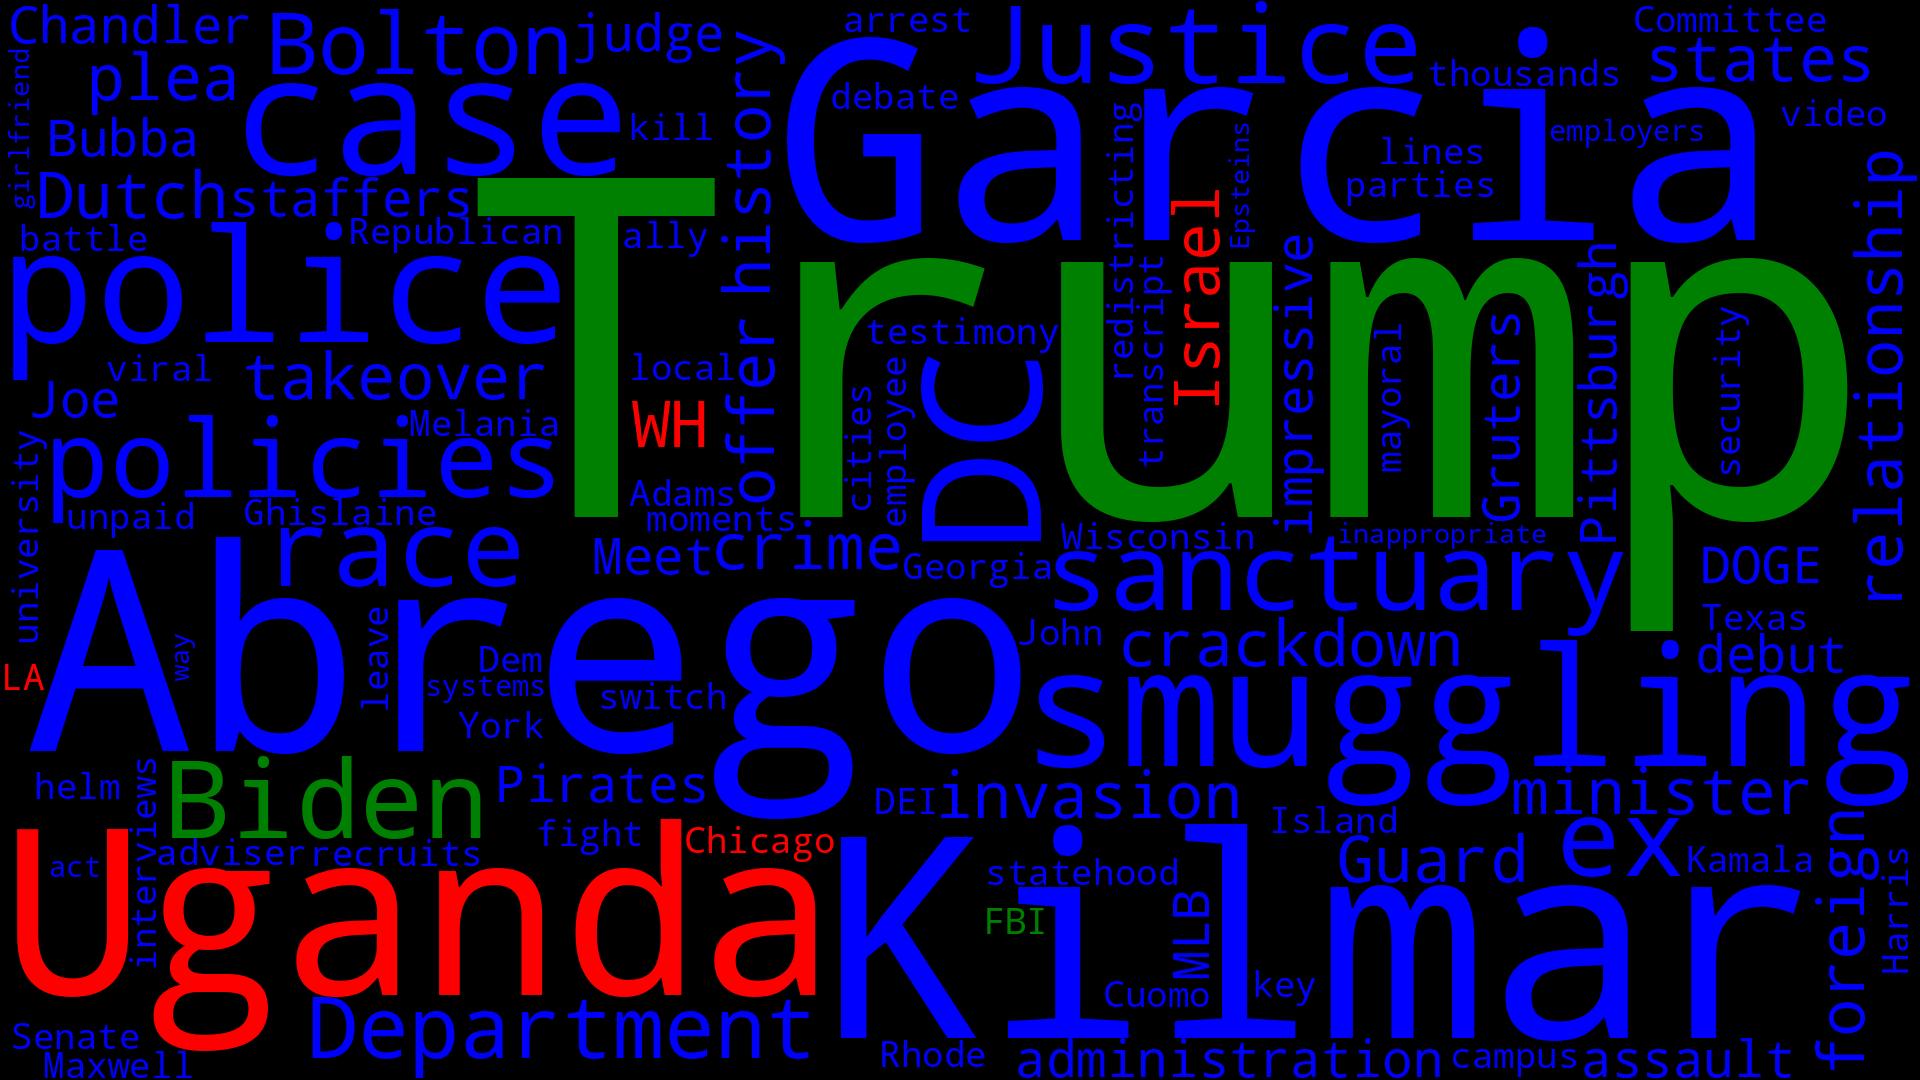 Chandler
Bolton
judge
arrest
Justice
Committee
states
thousands
plea
case
history
Garcia
debate
video
girlfriend
Bubba
kill
redistricting
Epsteins
employers
lines
parties
Dutch
staffers
Trump
Israel
relationship
battle
Republican
ally
police
testimony
transcript
impressive
Pittsburgh
security
viral
takeover
local
offer
cities
employee
DC
mayoral
Gruters
Joe
Melania
WH
university
policies
Adams
unpaid
Ghislaine
moments
race
Meet
crime
Georgia
Wisconsin
inappropriate
sanctuary
DOGE
Abrego
Texas
way
leave
John
crackdown
debut
LA
Dem
systems
switch
smuggling
York
helm
interviews
Biden
Pirates
DEI
invasion
minister
fight
Island
foreign
Uganda
adviser
recruits
Chicago
Kilmar
statehood
Guard
ex
Kamala
act
FBI
MLB
Harris
Cuomo
key
Senate
Department
Maxwell
Rhode
administration
campus
assault